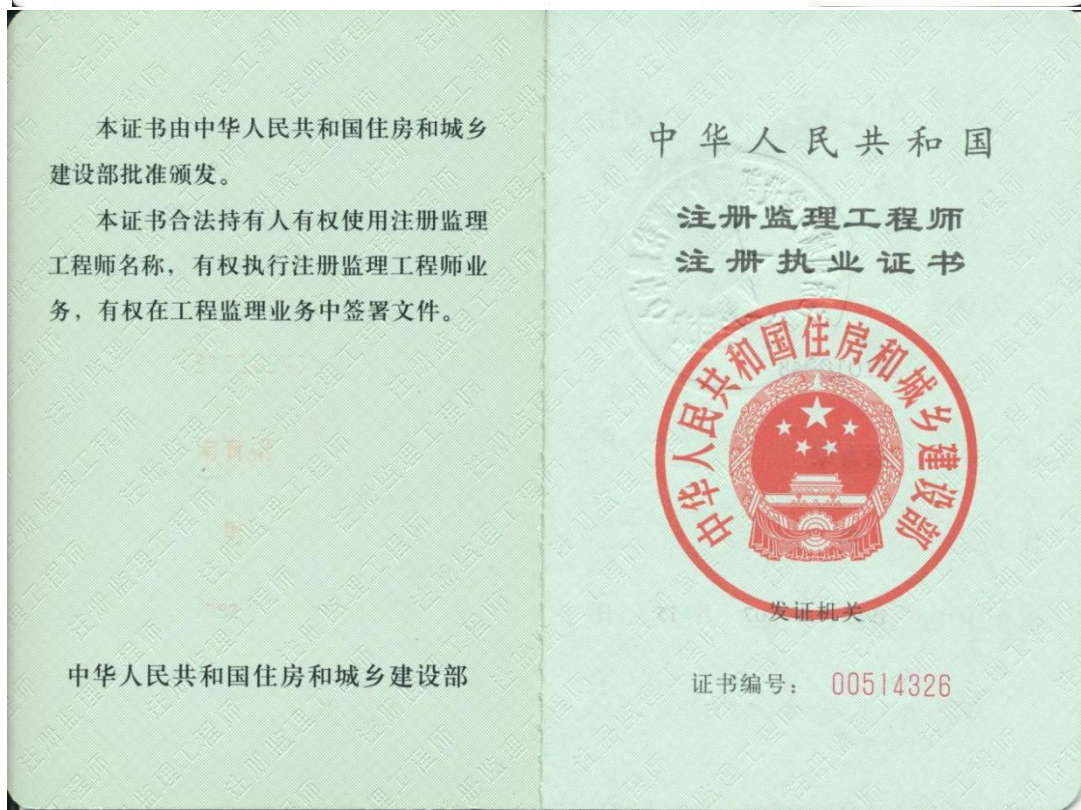 本证书由中华人民共和国住房和城乡
建设部批准颁发。
本证书合法持有人有权使用注册监理
工程师名称，有权执行注册监理工程师业
务，有权在工程监理业务中签署文件。
中华人民共和国住房和城乡建设部
中华人民共和国
注册监理工程师
注册执业证书
中华人民共和国住房和城乡建设部
发证机关
证书编号： 00514326